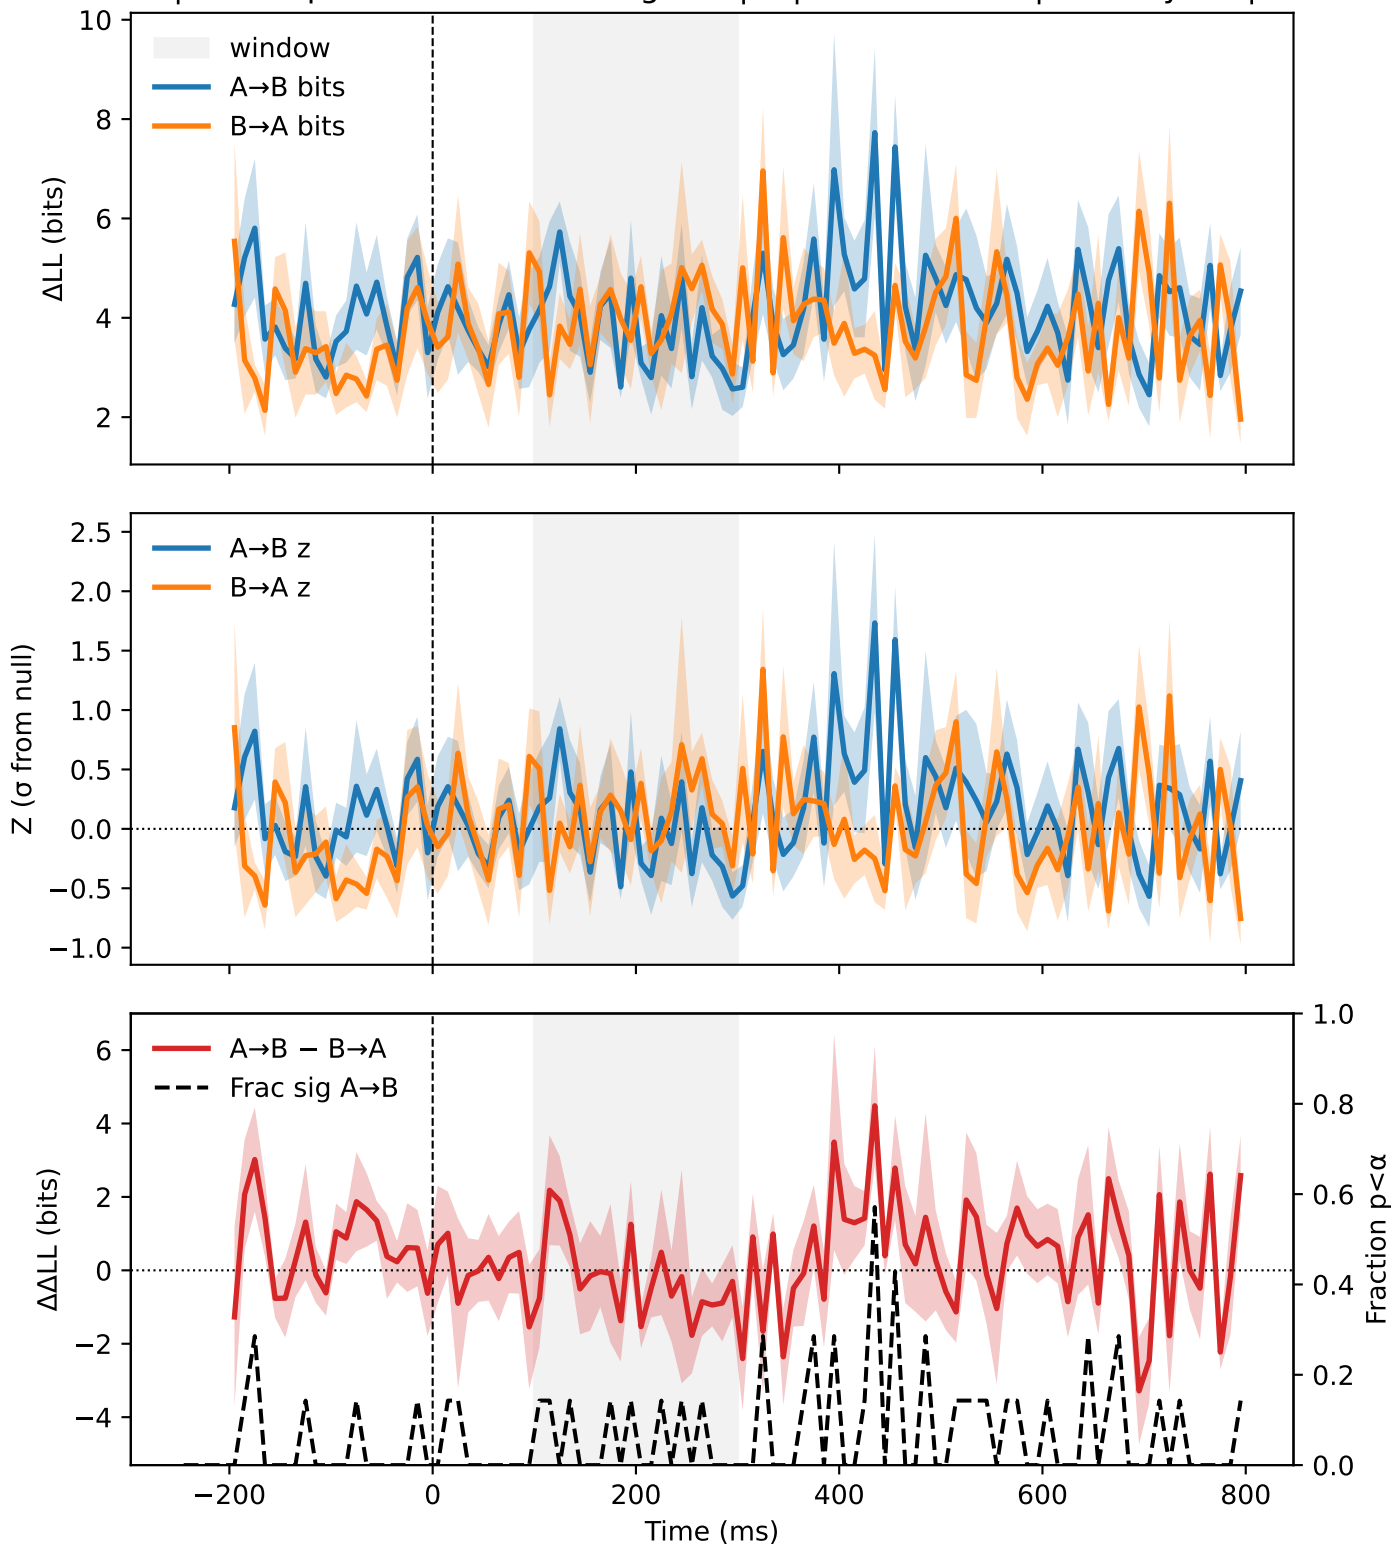 10
8
6
4
2
ΔLL (bits)
window
A→B bits
B→A bits
2.5
2.0
1.5
1.0
0.5
0.0
−0.5
−1.0
Z (σ from null)
A→B z
B→A z
6
4
2
0
−2
−4
ΔΔLL (bits)
A→B − B→A
Frac sig A→B
1.0
0.8
0.6
0.4
0.2
0.0
Fraction p<α
−200
0
200
400
600
800
Time (ms)